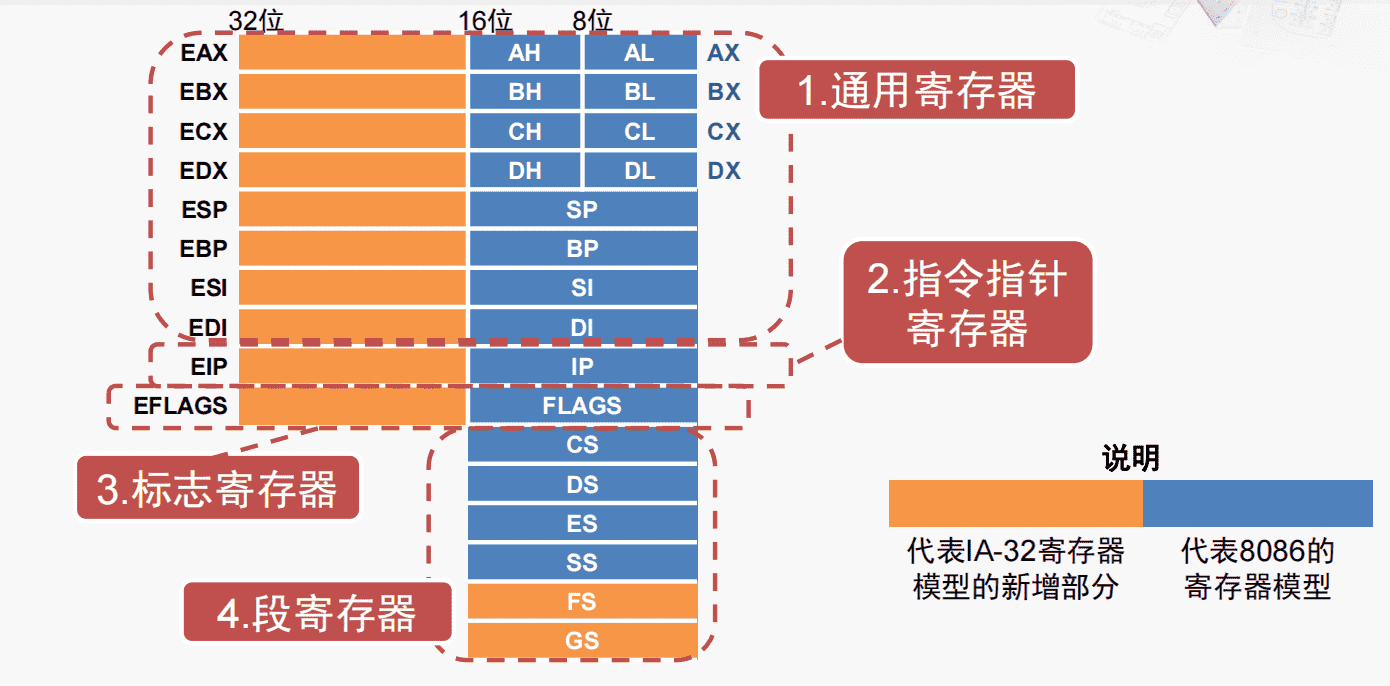 32位 16位 8位
EAX AH AL AX
1.通用寄存器
EBX BH BL BX
ECX CH CL CX
EDX DH DL DX
ESP SP
EBP BP
2.指令指针
寄存器
ESI SI
EDI DI
EIP IP
EFLAGS FLAGS
3.标志寄存器
CS
DS
ES
SS
4.段寄存器
FS
GS
说明
代表IA-32寄存器
模型的新增部分
代表8086的
寄存器模型